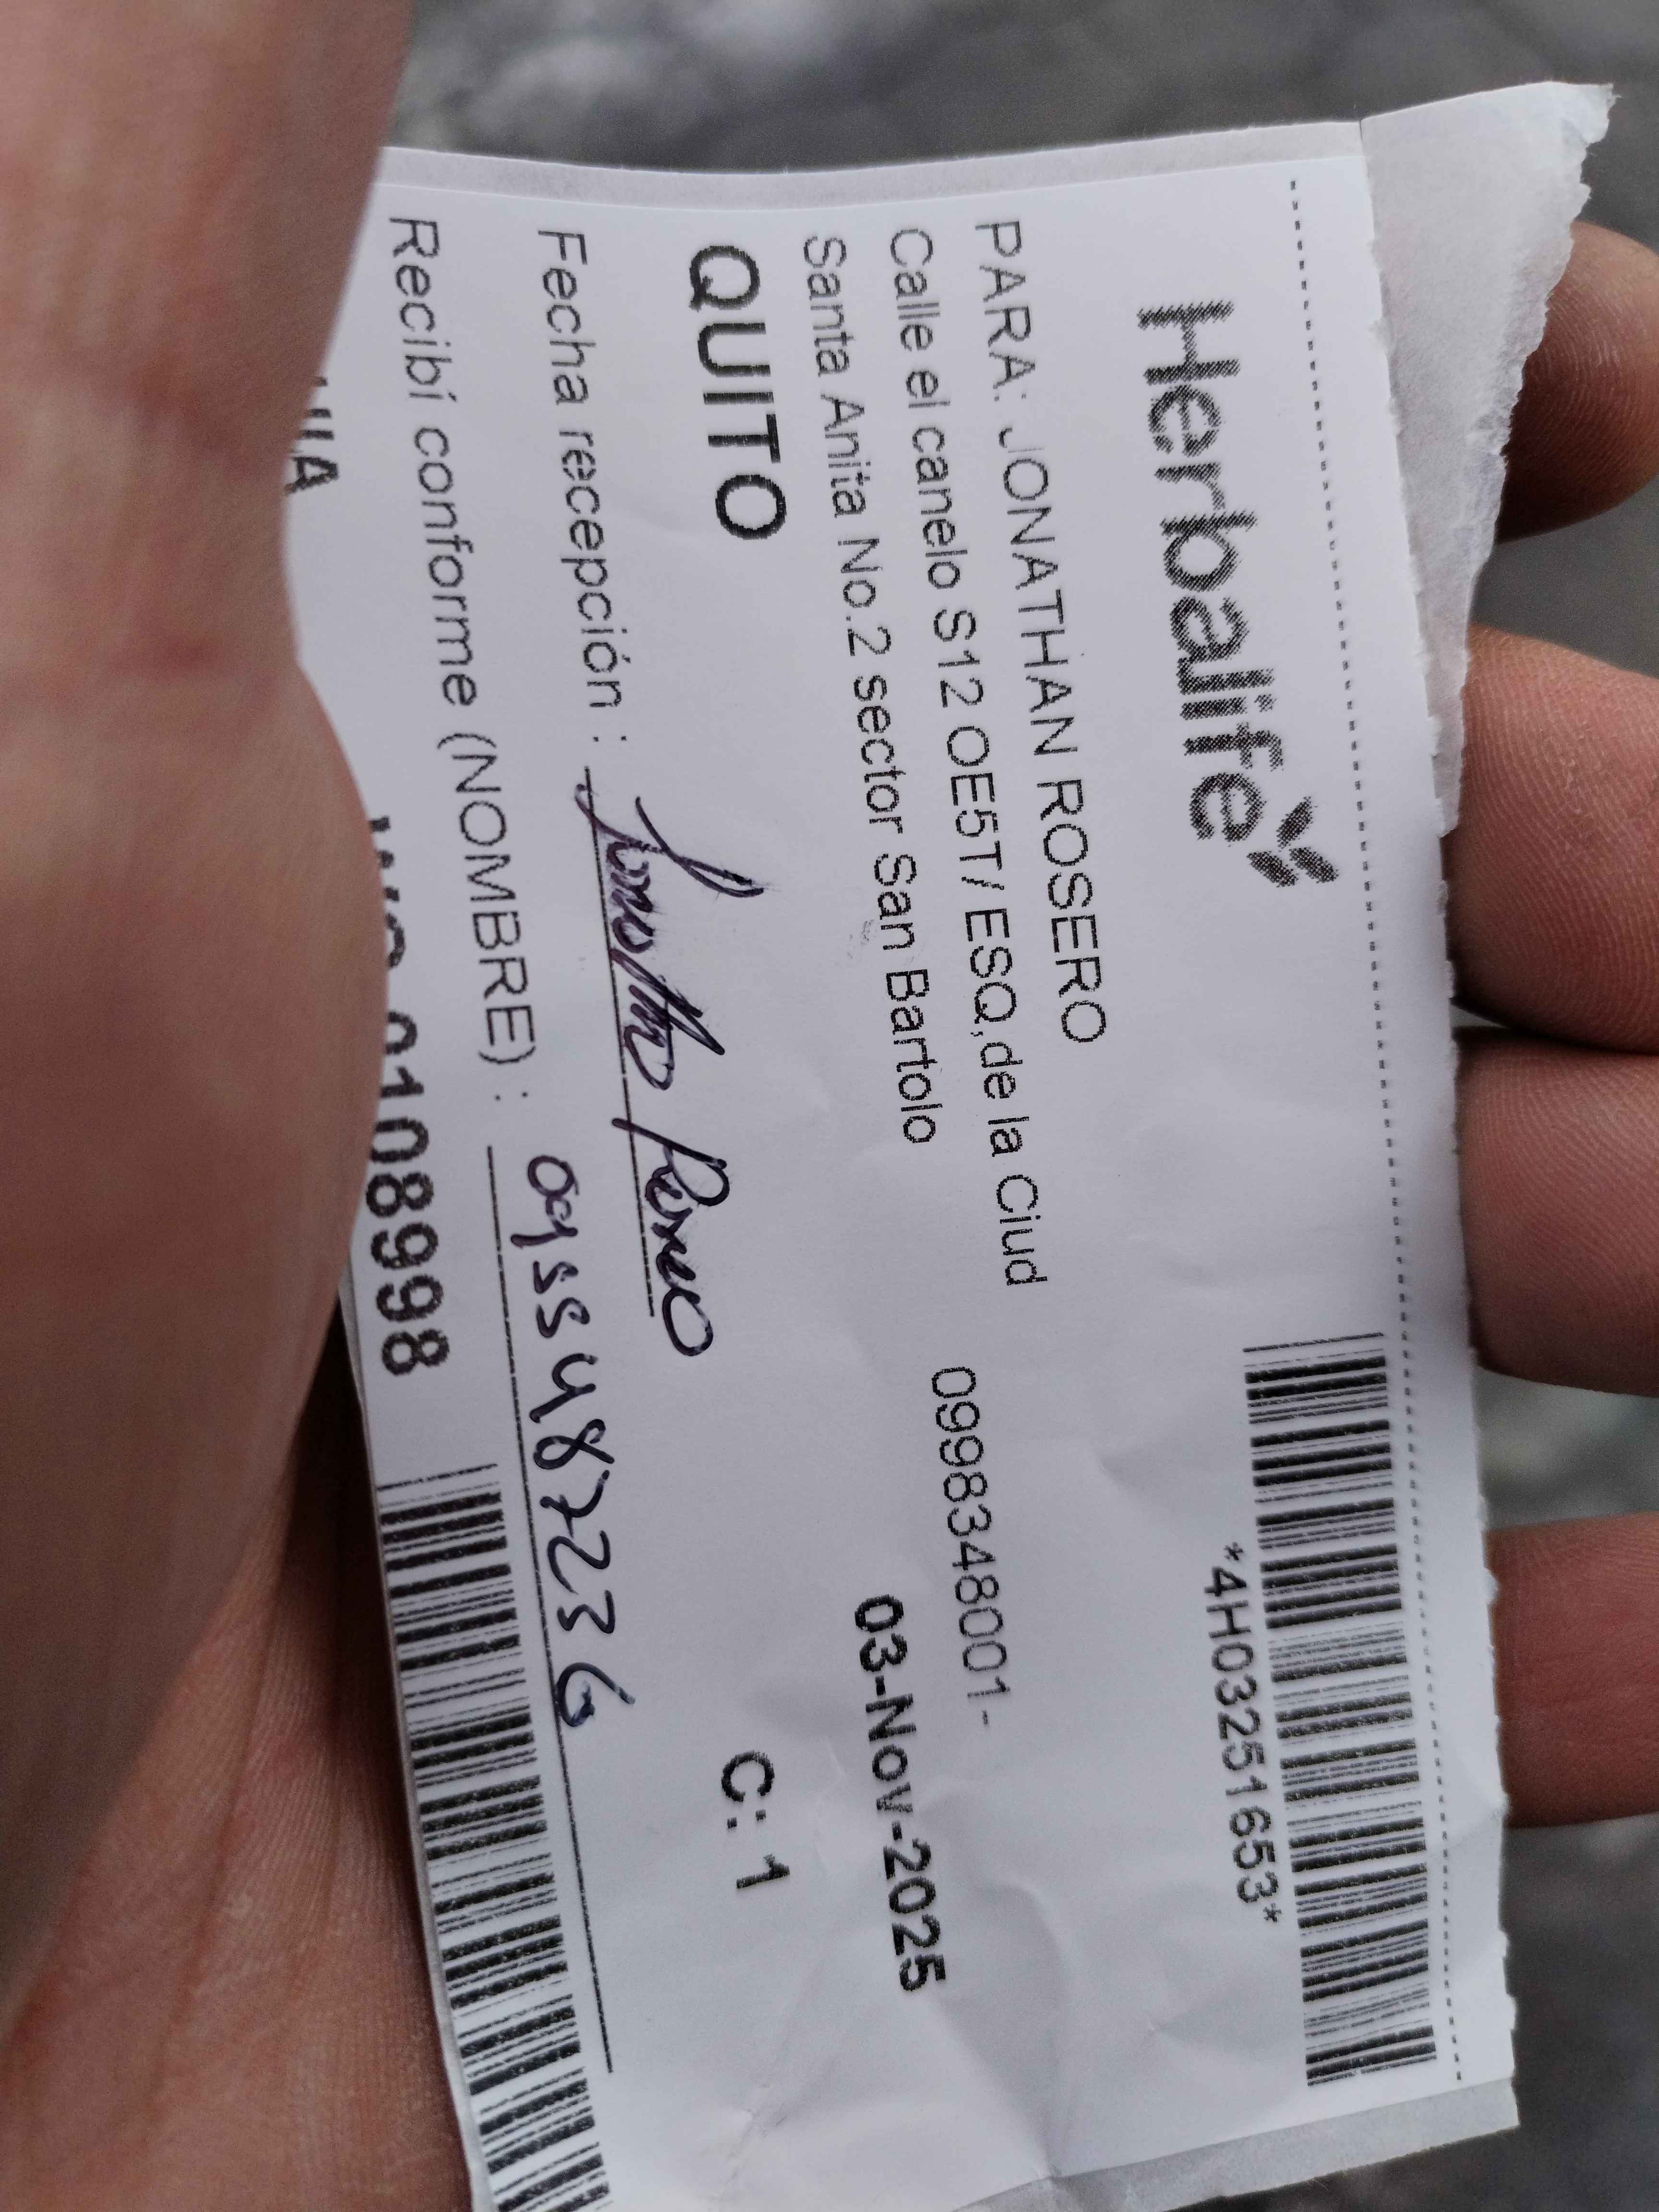 Herbalife
*4H03251653*
PARA: JONATHAN ROSERO
Calle el canelo S12 OE5T/ ESQ,de la Ciud
0998348001-
Santa Anita No.2 sector San Bartolo
03-Nov-2025
QUITO
C: 1
Fecha recepción :
Recibí conforme (NOMBRE) :
0108998